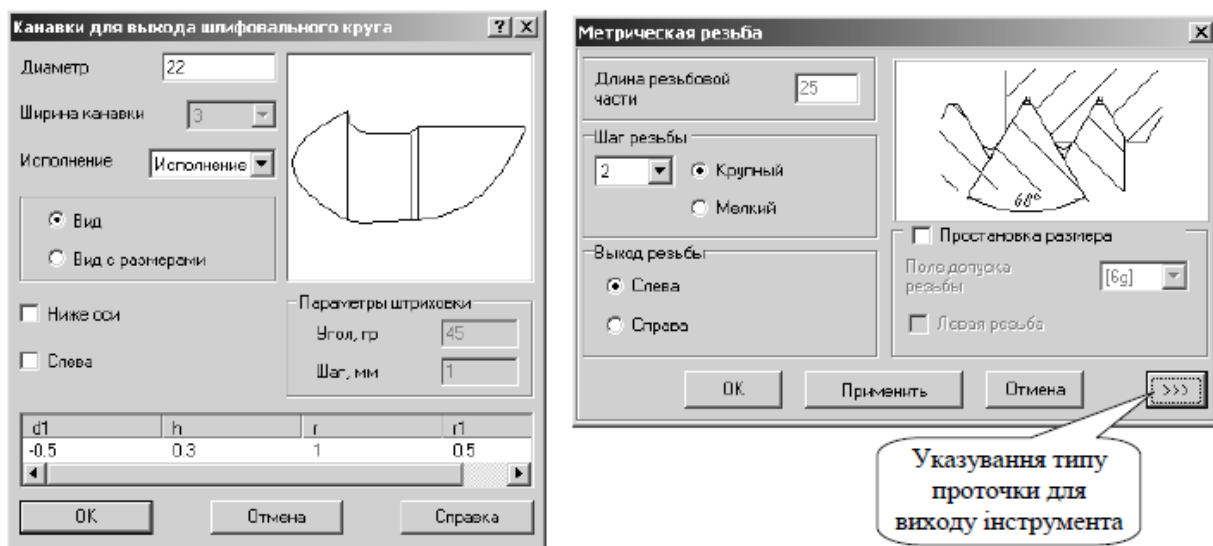 Канавки для выхода шлифовального круга
Диаметр 22
Ширина канавки 3
Исполнение Исполнение
Вид
Вид с размерами
Ниже оси
Слева
Параметры штриховки
Угол, гр 45
Шаг, мм 1
d1 h r r1
-0.5 0.3 1 0.5
OK Отмена Справка
Метрическая резьба
Длина резьбовой
части
25
Шаг резьбы
2 Крупный
Мелкий
Выход резьбы
Слева
Справа
60°
Простановка размера
Поле допуска
резьбы
[6g]
Левая резьба
OK Применить Отмена >>>
Указування типу
проточки для
виходу інструмента